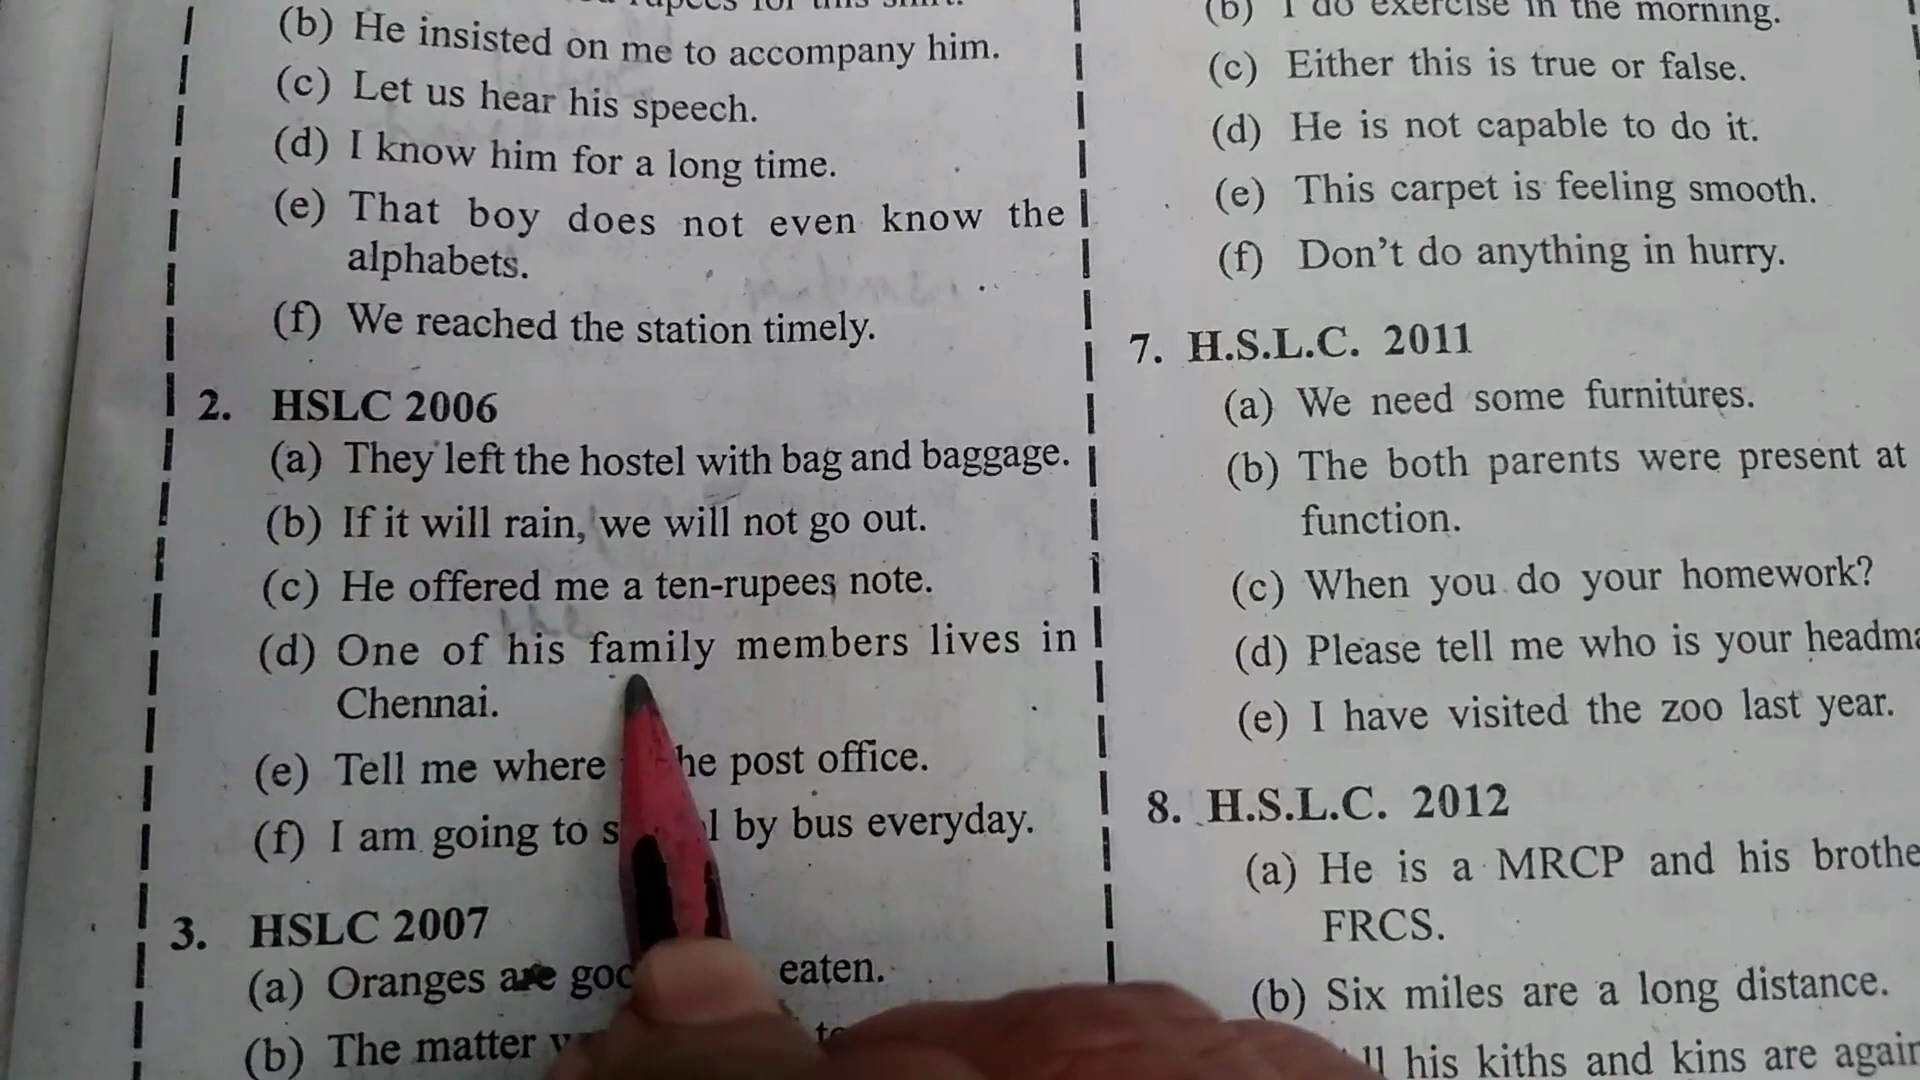 (b) He insisted on me to accompany him.
(c) Let us hear his speech.
(d) I know him for a long time.
(e) That boy does not even know the
alphabets.
(f) We reached the station timely.
2. HSLC 2006
(a) They left the hostel with bag and baggage.
(b) If it will rain, we will not go out.
(c) He offered me a ten-rupees note.
(d) One of his family members lives in
Chennai.
(e) Tell me where post office.
(f) I am going to by bus everyday.
3. HSLC 2007
(a) Oranges are eaten.
(b) The matter
(b) I do exercise in the morning.
(c) Either this is true or false.
(d) He is not capable to do it.
(e) This carpet is feeling smooth.
(f) Don't do anything in hurry.
7. H.S.L.C. 2011
(a) We need some furnitures.
(b) The both parents were present at
function.
(c) When you do your homework?
(d) Please tell me who is your
(e) I have visited the zoo last year.
8. H.S.L.C. 2012
(a) He is a MRCP and his
FRCS.
(b) Six miles are a long distance.
his kiths and kins are